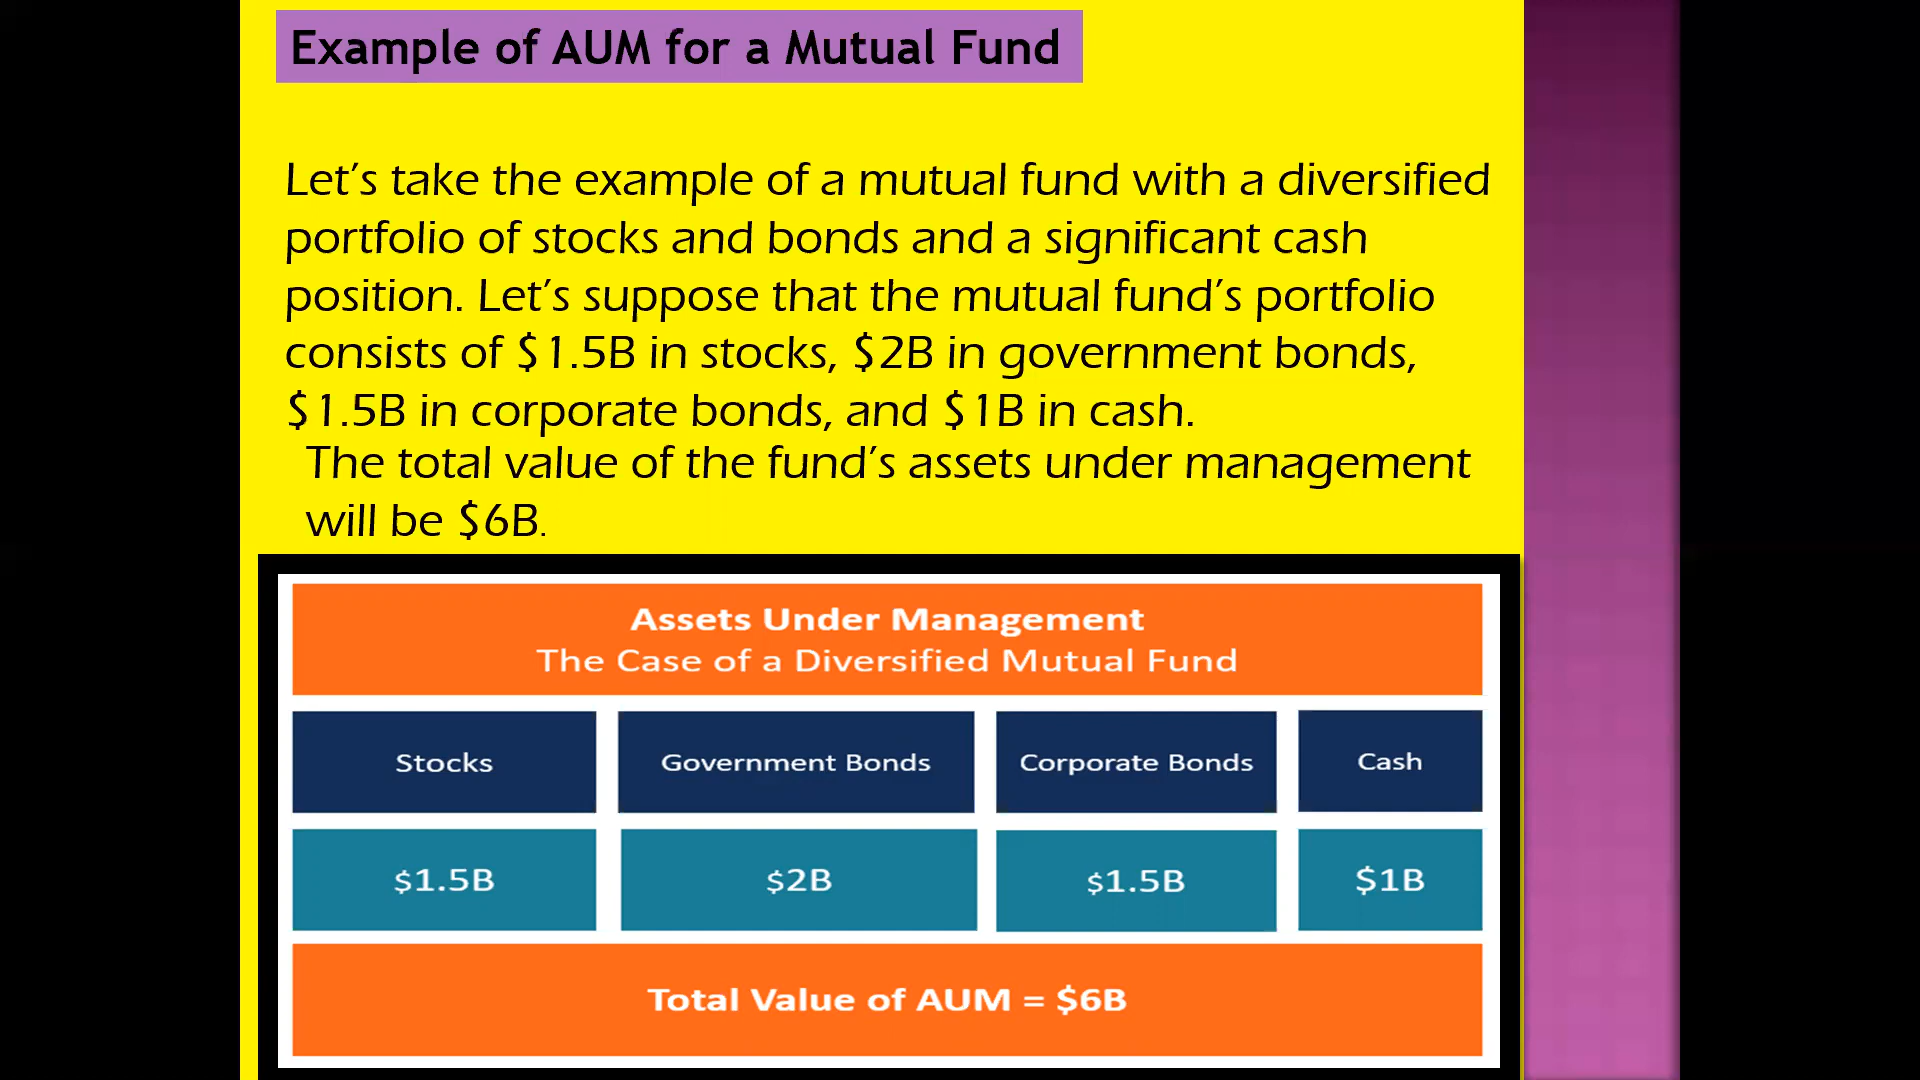 Example of AUM for a Mutual Fund
Let’s take the example of a mutual fund with a diversified
portfolio of stocks and bonds and a significant cash
position. Let’s suppose that the mutual fund’s portfolio
consists of $1.5B in stocks, $2B in government bonds,
$1.5B in corporate bonds, and $1B in cash.
The total value of the fund’s assets under management
will be $6B.
Assets Under Management
The Case of a Diversified Mutual Fund
Stocks Government Bonds Corporate Bonds Cash
$1.5B $2B $1.5B $1B
Total Value of AUM = $6B